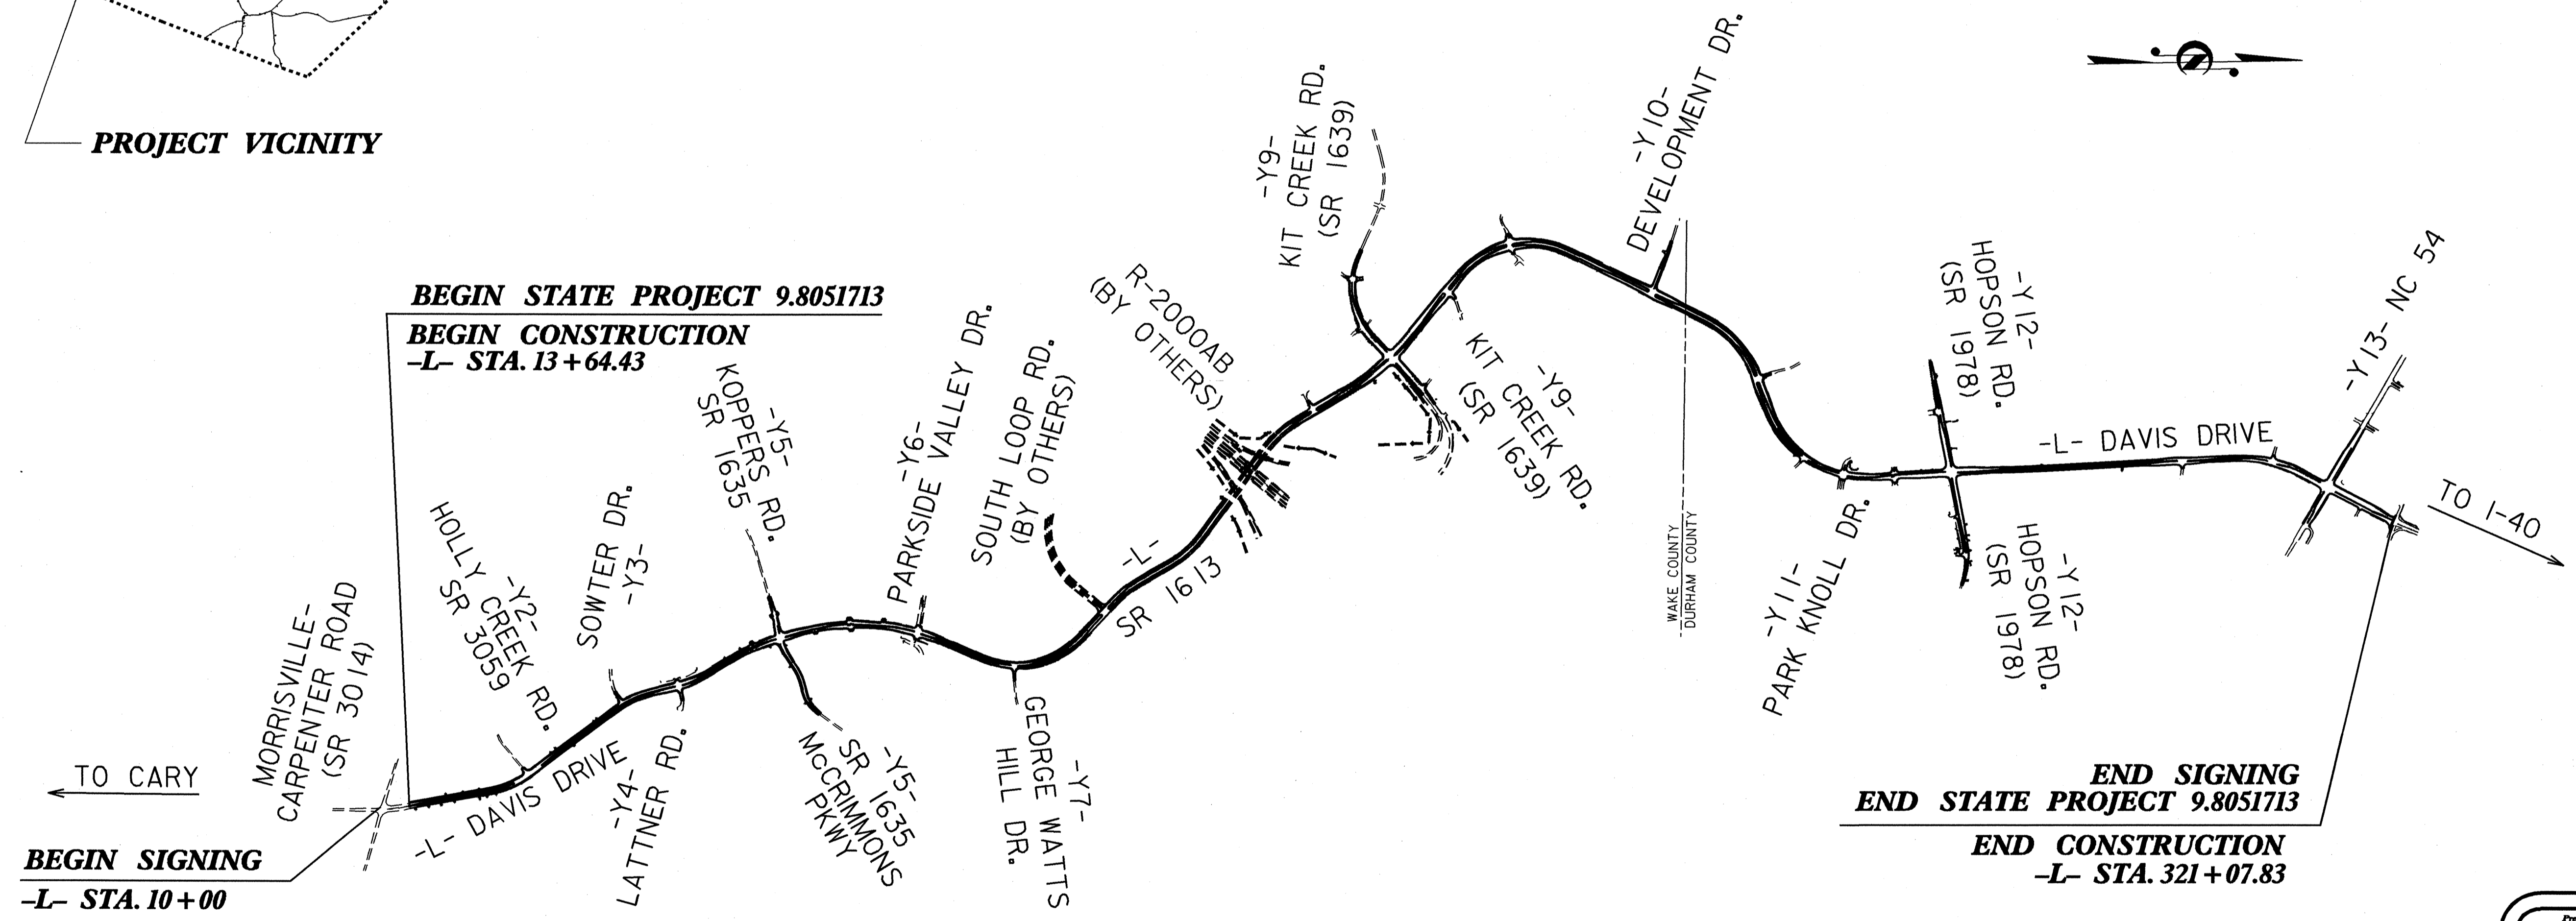 PROJECT VICINITY
BEGIN STATE PROJECT 9.8051713
BEGIN CONSTRUCTION
-L- STA. 13+64.43
TO CARY
BEGIN SIGNING
-L- STA. 10+00
MORRISVILLE-
CARPENTER ROAD
(SR 3014)
-Y2-
HOLLY CREEK RD.
SR 3059
-L- DAVIS DRIVE
SOWTER DR.
-Y3-
-Y4-
LATTNER RD.
-Y5-
KOPPERS RD.
SR 1635
-Y5-
SR 1635
McCRIMMONS
PKWY
-Y6-
PARKSIDE VALLEY DR.
-Y7-
GEORGE WATTS
HILL DR.
SOUTH LOOP RD.
(BY OTHERS)
-L-
SR 1613
R-2000AB
(BY OTHERS)
-Y9-
KIT CREEK RD.
(SR 1639)
-Y9-
KIT CREEK RD.
(SR 1639)
-Y10-
DEVELOPMENT DR.
WAKE COUNTY
DURHAM COUNTY
-Y11-
PARK KNOLL DR.
-Y12-
HOPSON RD.
(SR 1978)
-Y12-
HOPSON RD.
(SR 1978)
-L- DAVIS DRIVE
-Y13- NC 54
TO I-40
END SIGNING
END STATE PROJECT 9.8051713
END CONSTRUCTION
-L- STA. 321+07.83